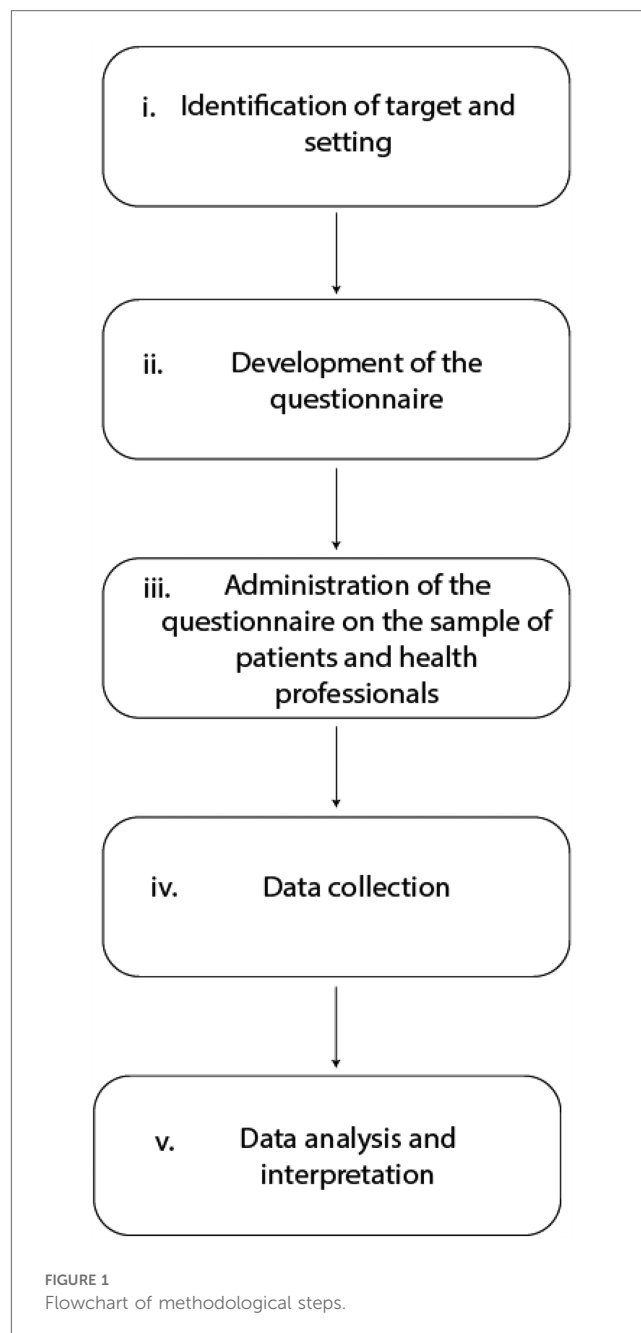 i. Identification of target and
setting
ii. Development of the
questionnaire
iii. Administration of the
questionnaire on the sample of
patients and health
professionals
iv. Data collection
v. Data analysis and
interpretation
FIGURE 1
Flowchart of methodological steps.